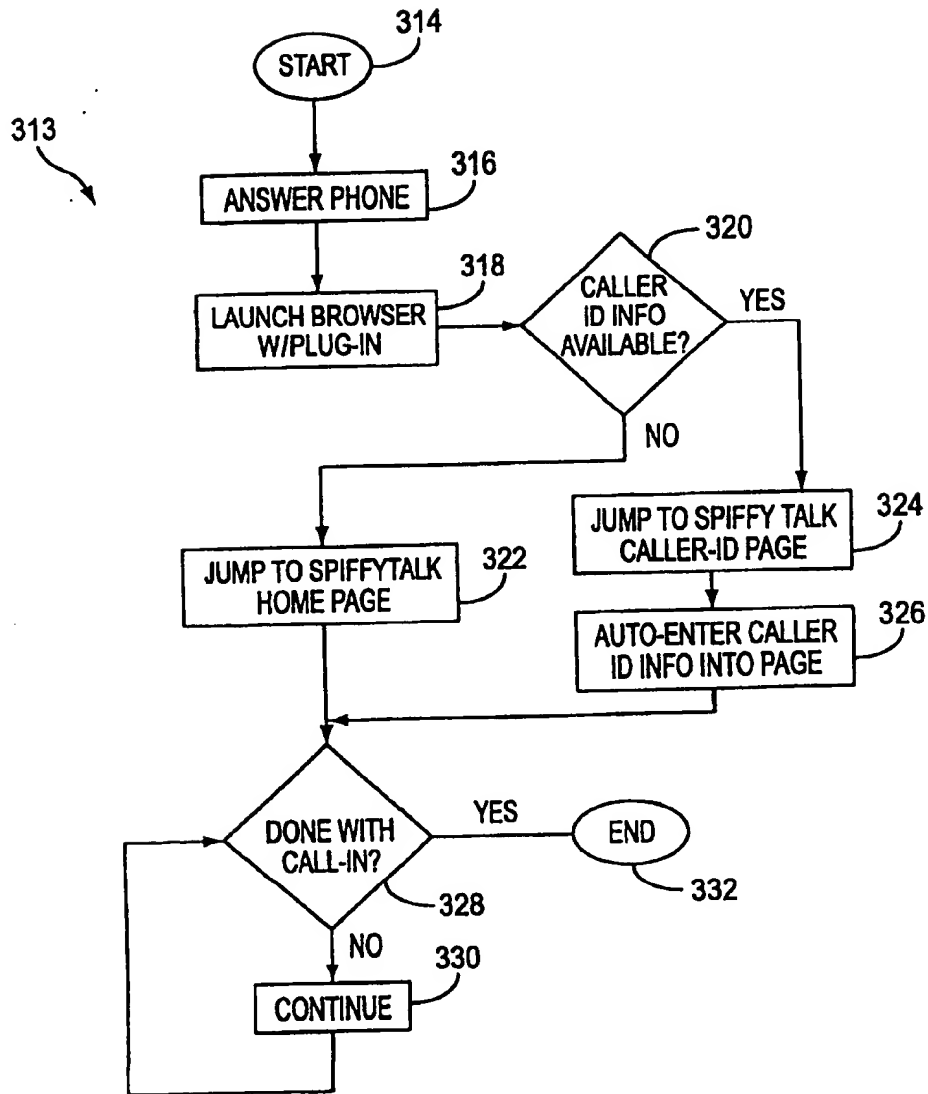 314
START
313
316
ANSWER PHONE
320
318
CALLER
ID INFO
AVAILABLE?
YES
LAUNCH BROWSER
W/PLUG-IN
NO
324
JUMP TO SPIFFY TALK
CALLER-ID PAGE
322
JUMP TO SPIFFYTALK
HOME PAGE
326
AUTO-ENTER CALLER
ID INFO INTO PAGE
YES
END
DONE WITH
CALL-IN?
332
328
NO
330
CONTINUE